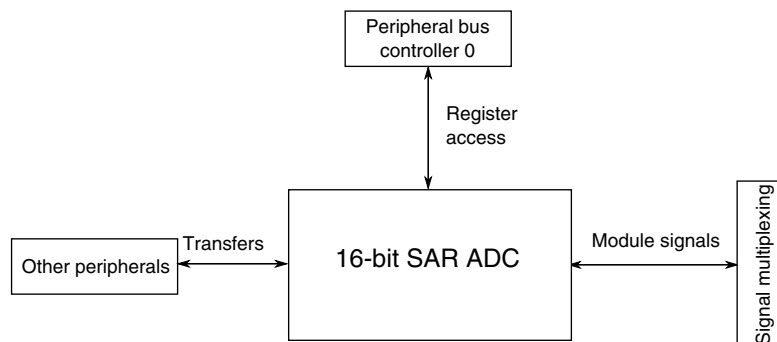 Peripheral bus
controller 0
Register
access
Transfers
Other peripherals
16-bit SAR ADC
Module signals
Signal multiplexing